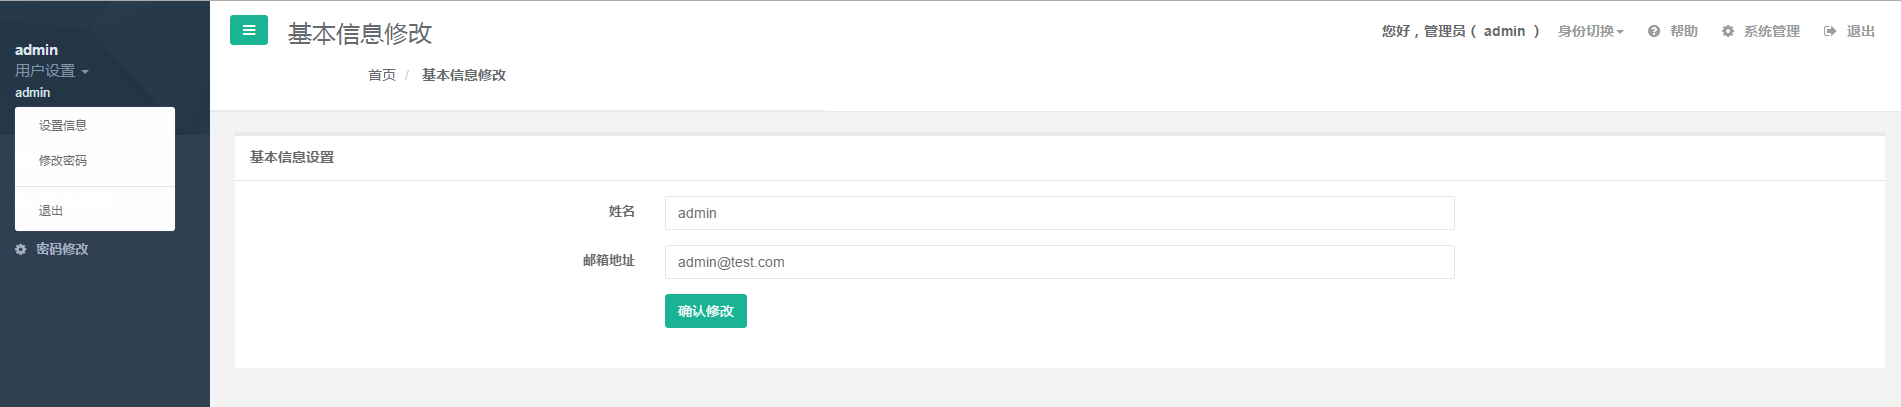 admin
用户设置
admin
设置信息
修改密码
退出
密码修改
基本信息修改
您好，管理员（ admin ） 身份切换 帮助 系统管理 退出
首页 / 基本信息修改
基本信息设置
姓名 admin
邮箱地址 admin@test.com
确认修改